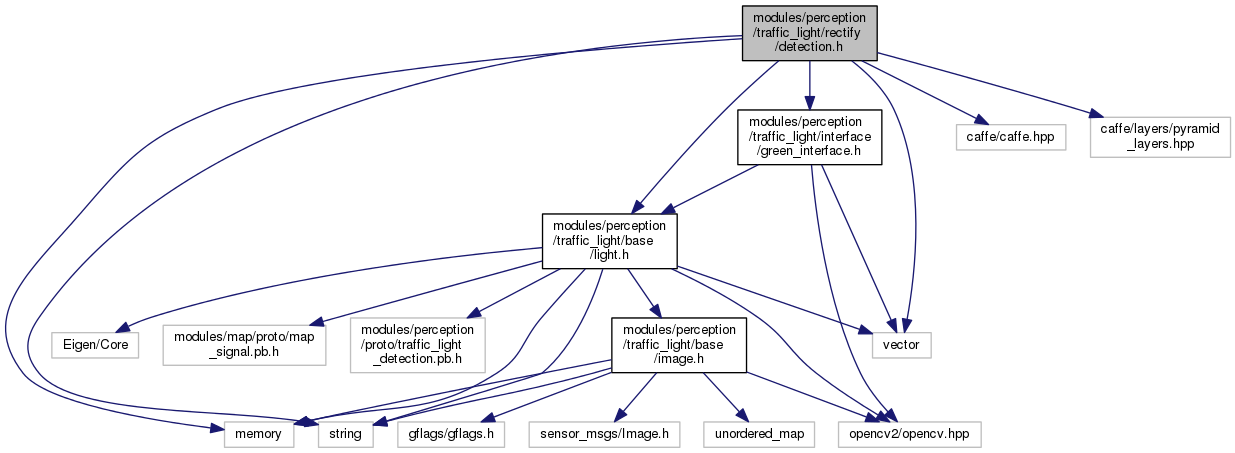 modules/perception
/traffic_light/rectify
/detection.h
modules/perception
/traffic_light/interface
/green_interface.h
caffe/caffe.hpp
caffe/layers/pyramid
_layers.hpp
modules/perception
/traffic_light/base
/light.h
Eigen/Core
modules/map/proto/map
_signal.pb.h
modules/perception
/proto/traffic_light
_detection.pb.h
modules/perception
/traffic_light/base
/image.h
vector
memory
string
gflags/gflags.h
sensor_msgs/Image.h
unordered_map
opencv2/opencv.hpp